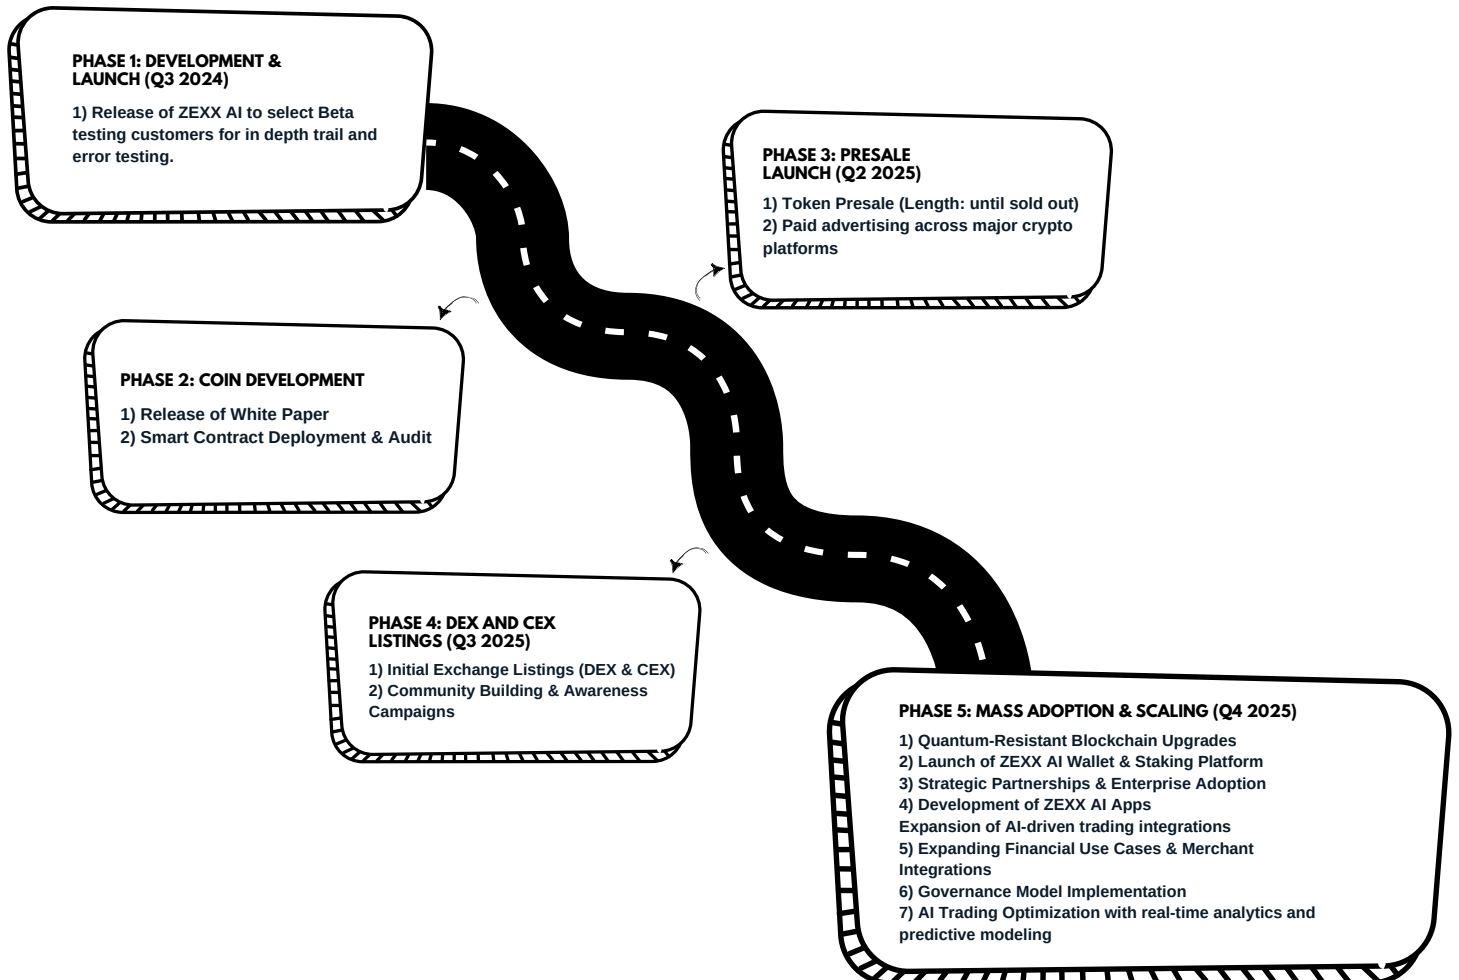 PHASE 1: DEVELOPMENT &
LAUNCH (Q3 2024)
1) Release of ZEXX AI to select Beta
testing customers for in depth trail and
error testing.
PHASE 2: COIN DEVELOPMENT
1) Release of White Paper
2) Smart Contract Deployment & Audit
PHASE 3: PRESALE
LAUNCH (Q2 2025)
1) Token Presale (Length: until sold out)
2) Paid advertising across major crypto
platforms
PHASE 4: DEX AND CEX
LISTINGS (Q3 2025)
1) Initial Exchange Listings (DEX & CEX)
2) Community Building & Awareness
Campaigns
PHASE 5: MASS ADOPTION & SCALING (Q4 2025)
1) Quantum-Resistant Blockchain Upgrades
2) Launch of ZEXX AI Wallet & Staking Platform
3) Strategic Partnerships & Enterprise Adoption
4) Development of ZEXX AI Apps
Expansion of AI-driven trading integrations
5) Expanding Financial Use Cases & Merchant
Integrations
6) Governance Model Implementation
7) AI Trading Optimization with real-time analytics and
predictive modeling